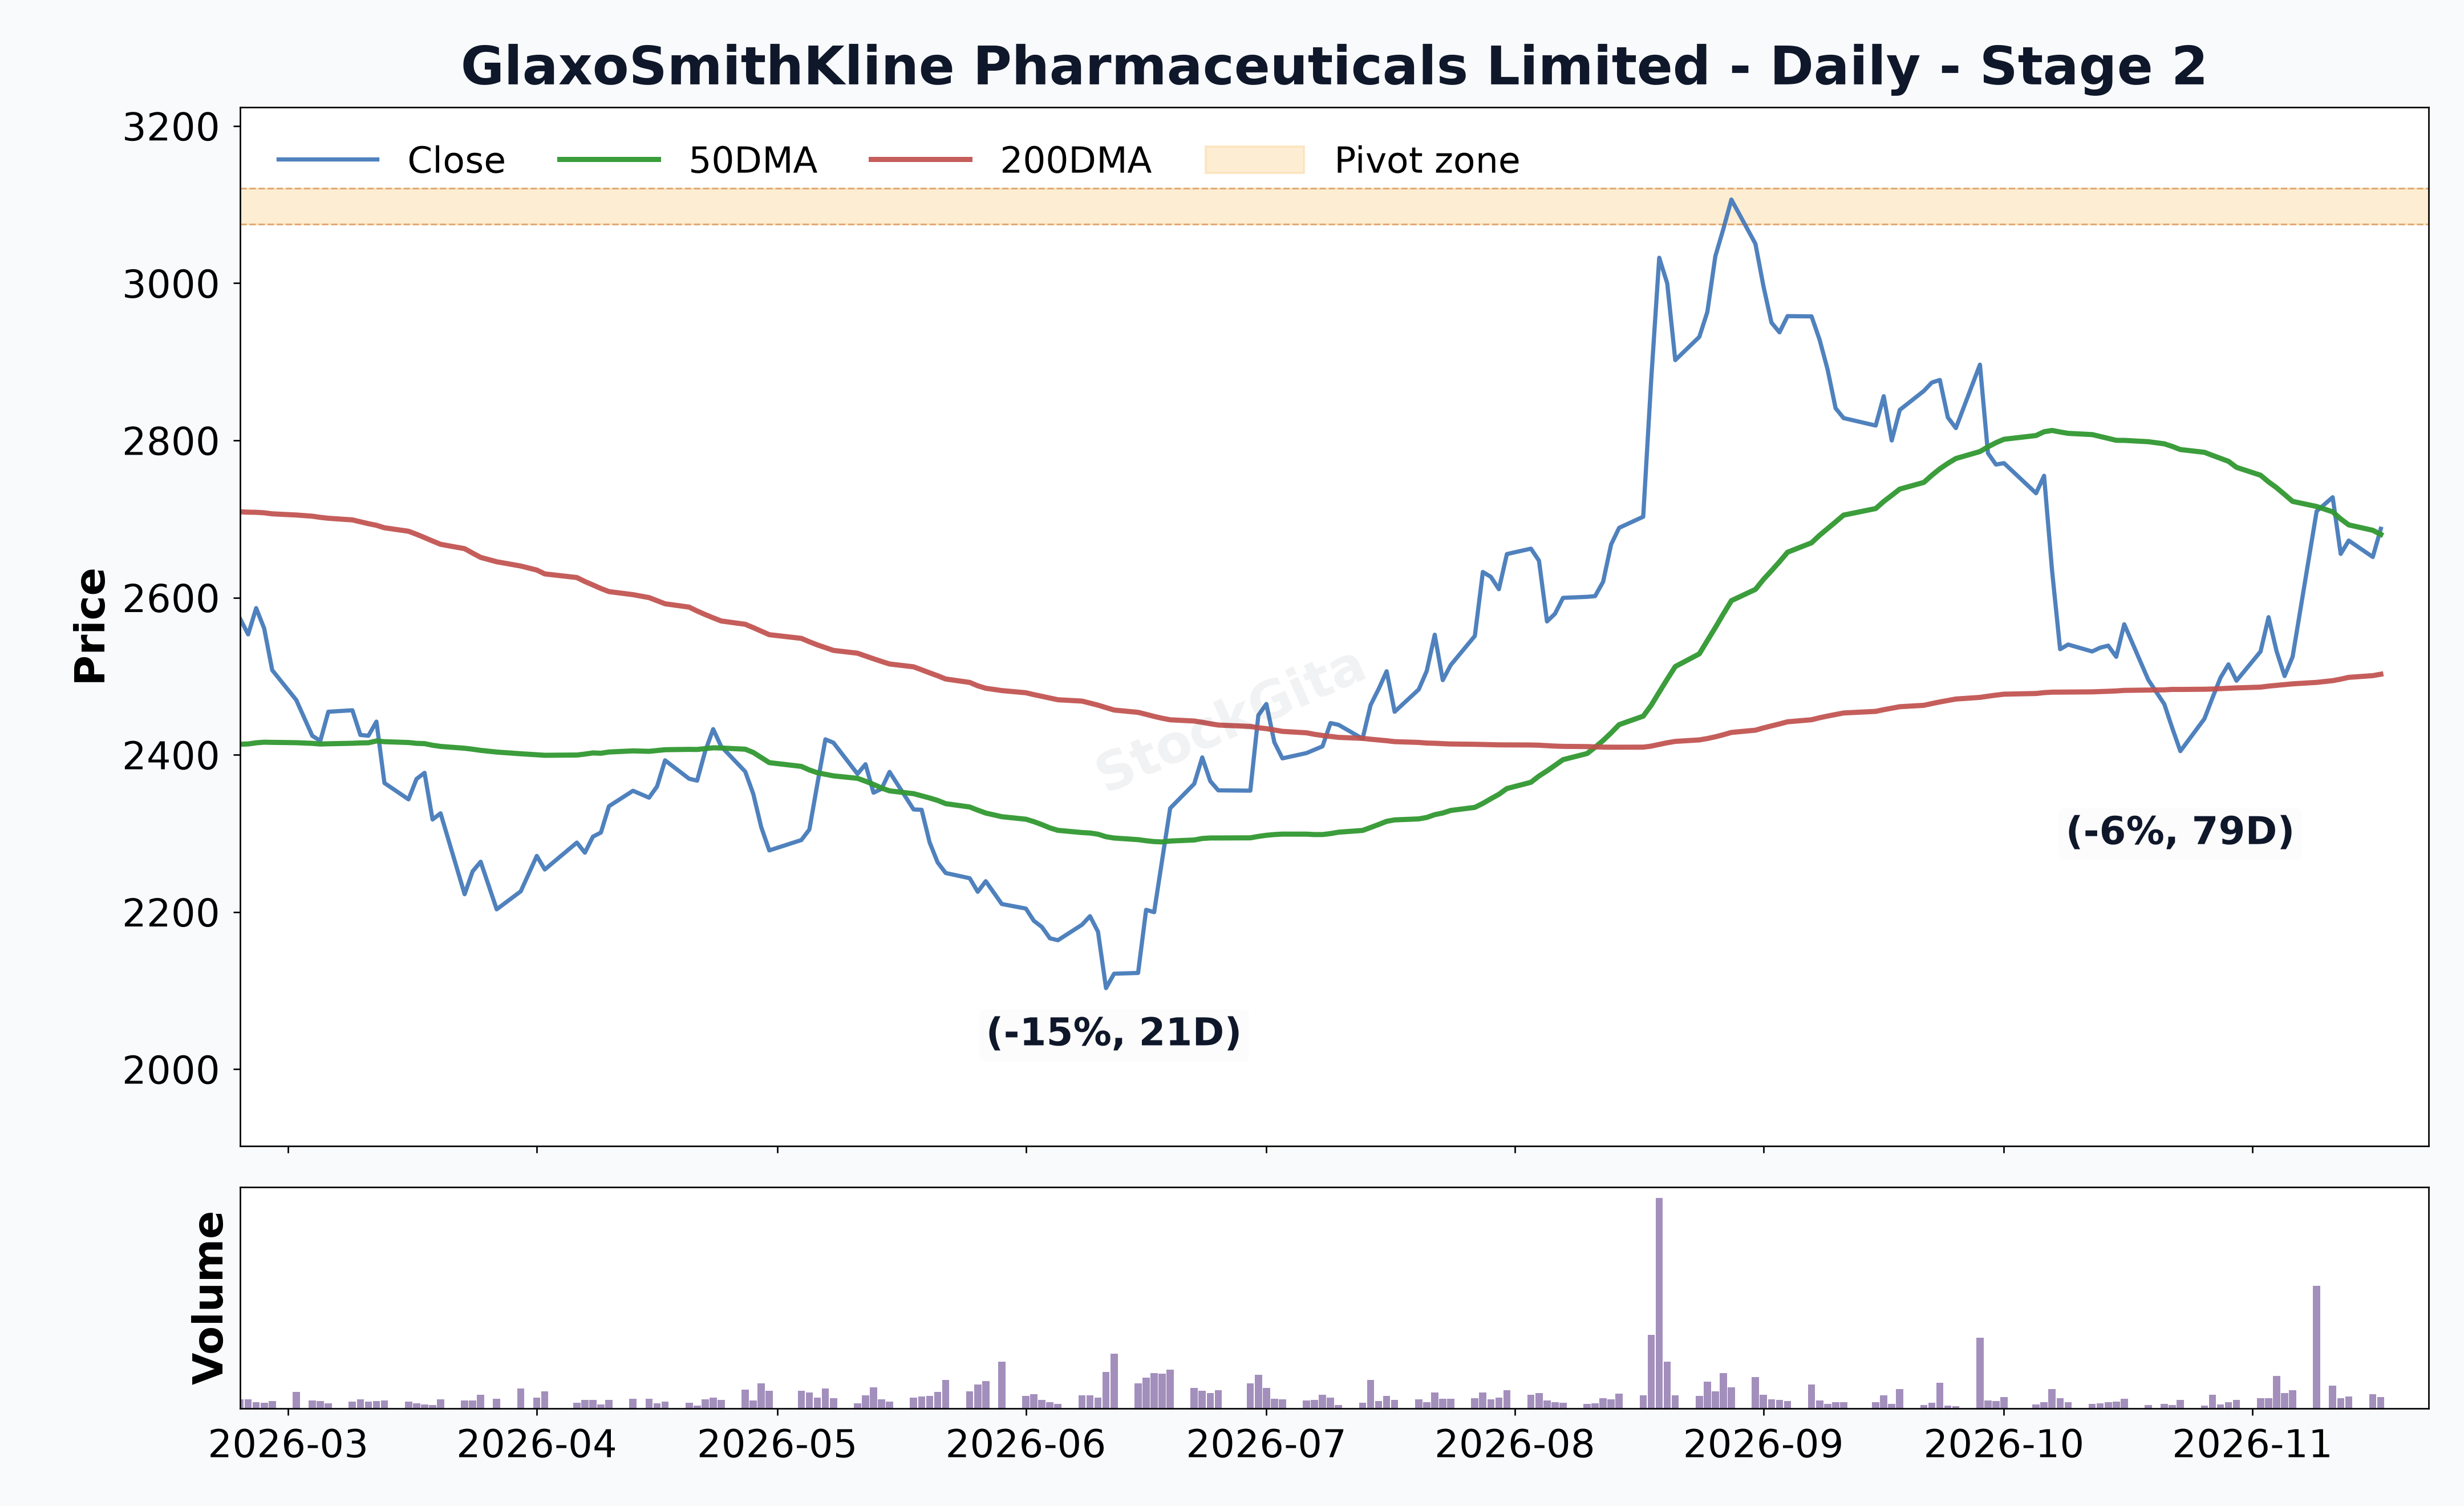 GlaxoSmithKline Pharmaceuticals Limited - Daily - Stage 2
Close 50DMA 200DMA Pivot zone
3200
3000
2800
2600
2400
2200
2000
Price
StockGita
(-6%, 79D)
(-15%, 21D)
Volume
2026-03 2026-04 2026-05 2026-06 2026-07 2026-08 2026-09 2026-10 2026-11